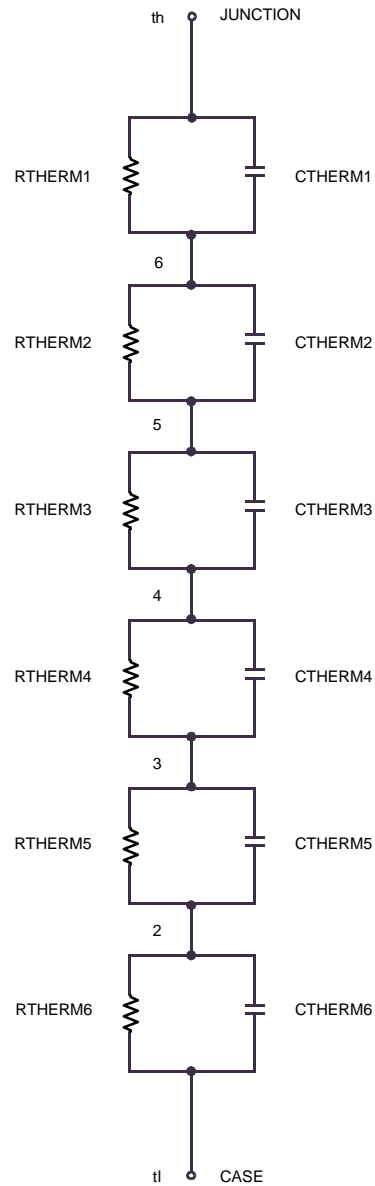 th JUNCTION
RTHERM1 CTHERM1
6
RTHERM2 CTHERM2
5
RTHERM3 CTHERM3
4
RTHERM4 CTHERM4
3
RTHERM5 CTHERM5
2
RTHERM6 CTHERM6
tl CASE